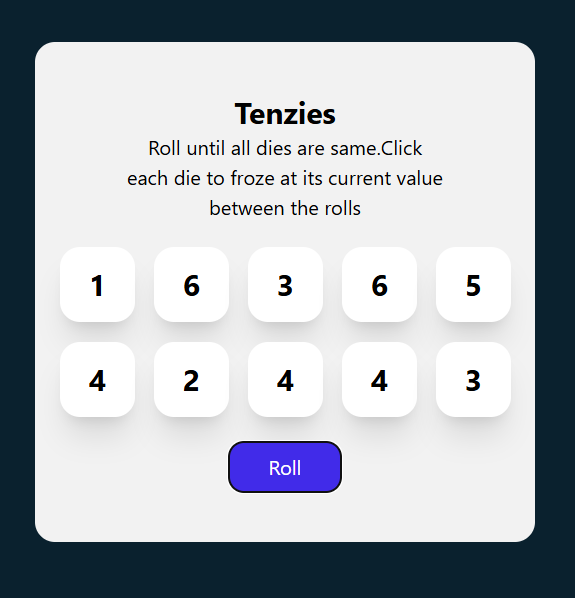 Tenzies
Roll until all dies are same.Click
each die to froze at its current value
between the rolls
1 6 3 6 5
4 2 4 4 3
Roll